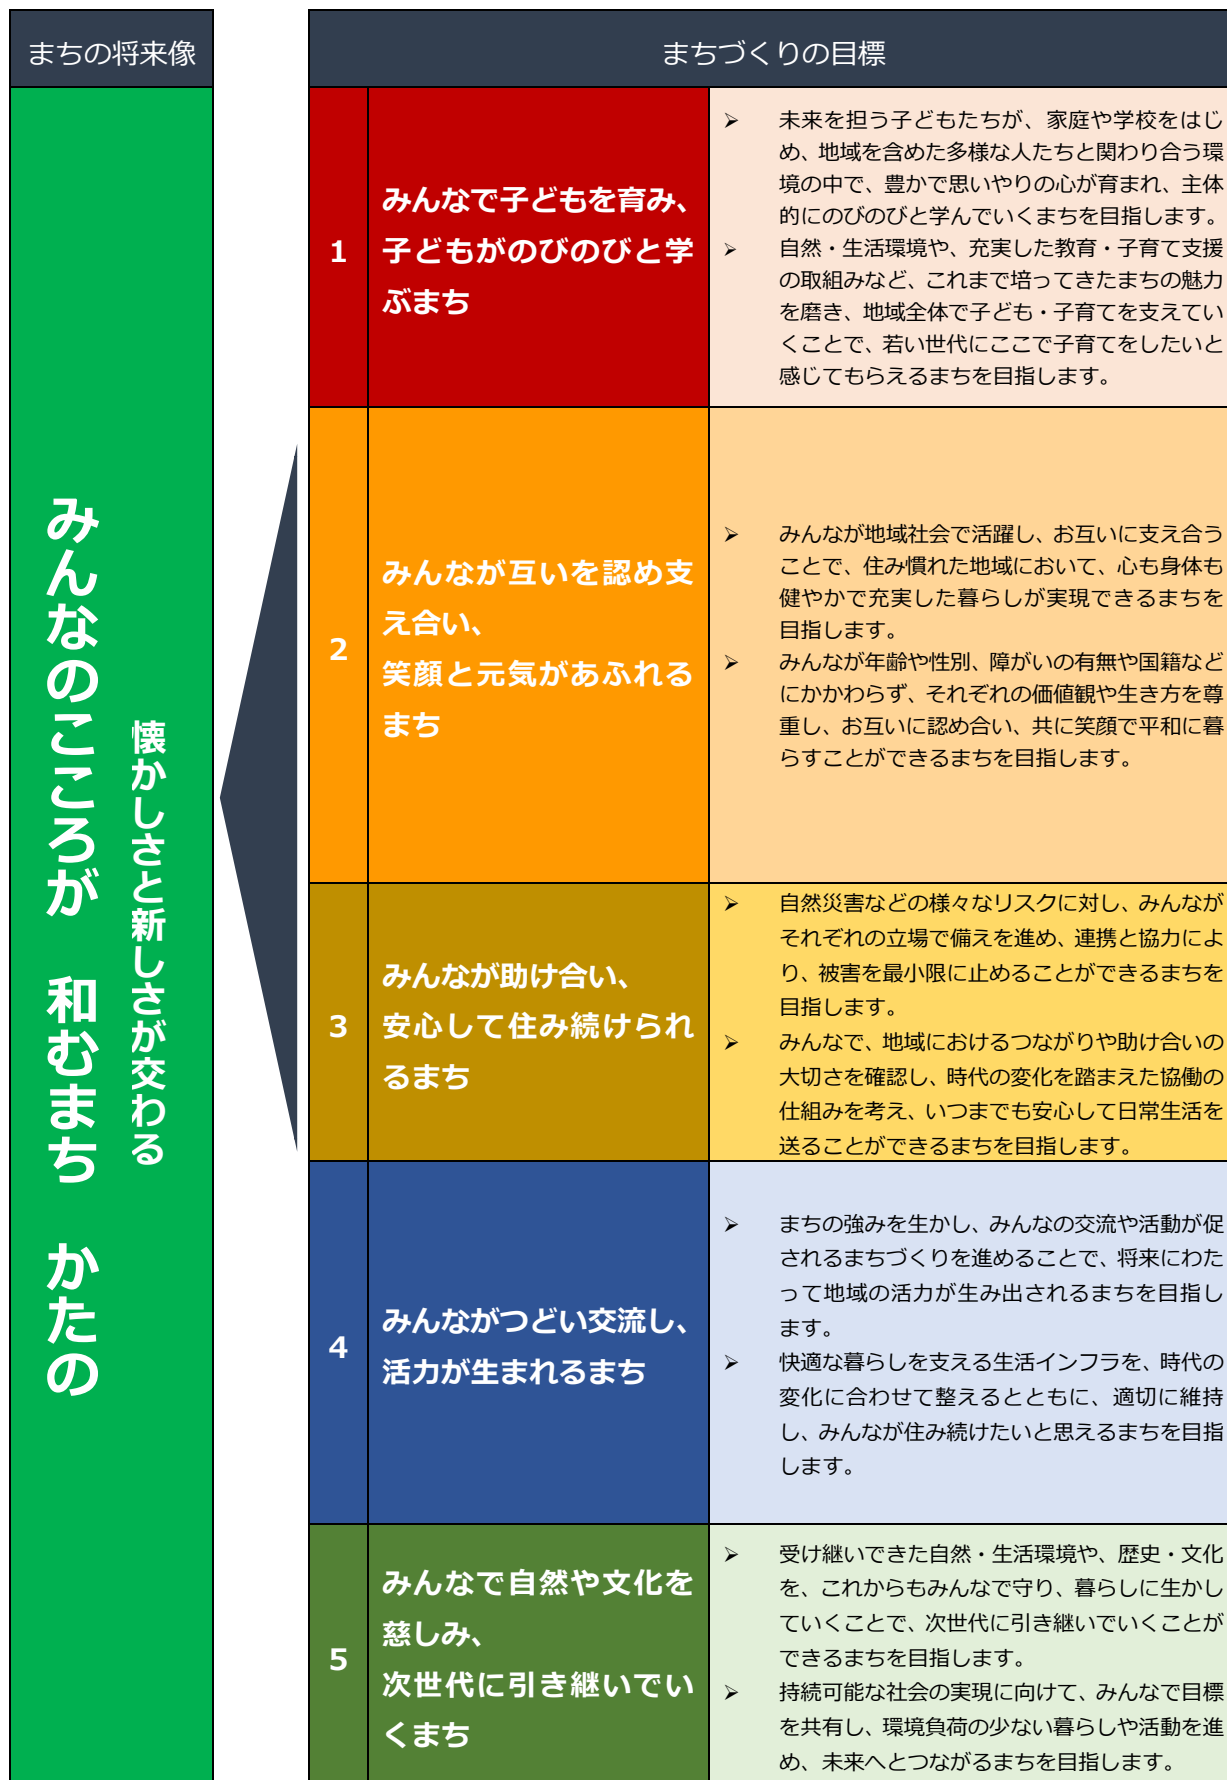 まちの将来像
懐かしさと新しさが交わる
みんなのこころが　和むまち　かたの
まちづくりの目標
1
みんなで子どもを育み、
子どもがのびのびと学
ぶまち
➢ 未来を担う子どもたちが、家庭や学校をはじ
め、地域を含めた多様な人たちと関わり合う環
境の中で、豊かで思いやりの心が育まれ、主体
的にのびのびと学んでいくまちを目指します。
➢ 自然・生活環境や、充実した教育・子育て支援
の取組みなど、これまで培ってきたまちの魅力
を磨き、地域全体で子ども・子育てを支えてい
くことで、若い世代にここで子育てをしたいと
感じてもらえるまちを目指します。
2
みんなが互いを認め支
え合い、
笑顔と元気があふれる
まち
➢ みんなが地域社会で活躍し、お互いに支え合う
ことで、住み慣れた地域において、心も身体も
健やかで充実した暮らしが実現できるまちを
目指します。
➢ みんなが年齢や性別、障がいの有無や国籍など
にかかわらず、それぞれの価値観や生き方を尊
重し、お互いに認め合い、共に笑顔で平和に暮
らすことができるまちを目指します。
3
みんなが助け合い、
安心して住み続けられ
るまち
➢ 自然災害などの様々なリスクに対し、みんなが
それぞれの立場で備えを進め、連携と協力によ
り、被害を最小限に止めることができるまちを
目指します。
➢ みんなで、地域におけるつながりや助け合いの
大切さを確認し、時代の変化を踏まえた協働の
仕組みを考え、いつまでも安心して日常生活を
送ることができるまちを目指します。
4
みんながつどい交流し、
活力が生まれるまち
➢ まちの強みを生かし、みんなの交流や活動が促
されるまちづくりを進めることで、将来にわた
って地域の活力が生み出されるまちを目指し
ます。
➢ 快適な暮らしを支える生活インフラを、時代の
変化に合わせて整えるとともに、適切に維持
し、みんなが住み続けたいと思えるまちを目指
します。
5
みんなで自然や文化を
慈しみ、
次世代に引き継いでい
くまち
➢ 受け継いできた自然・生活環境や、歴史・文化
を、これからもみんなで守り、暮らしに生かし
ていくことで、次世代に引き継いでいくことが
できるまちを目指します。
➢ 持続可能な社会の実現に向けて、みんなで目標
を共有し、環境負荷の少ない暮らしや活動を進
め、未来へとつながるまちを目指します。